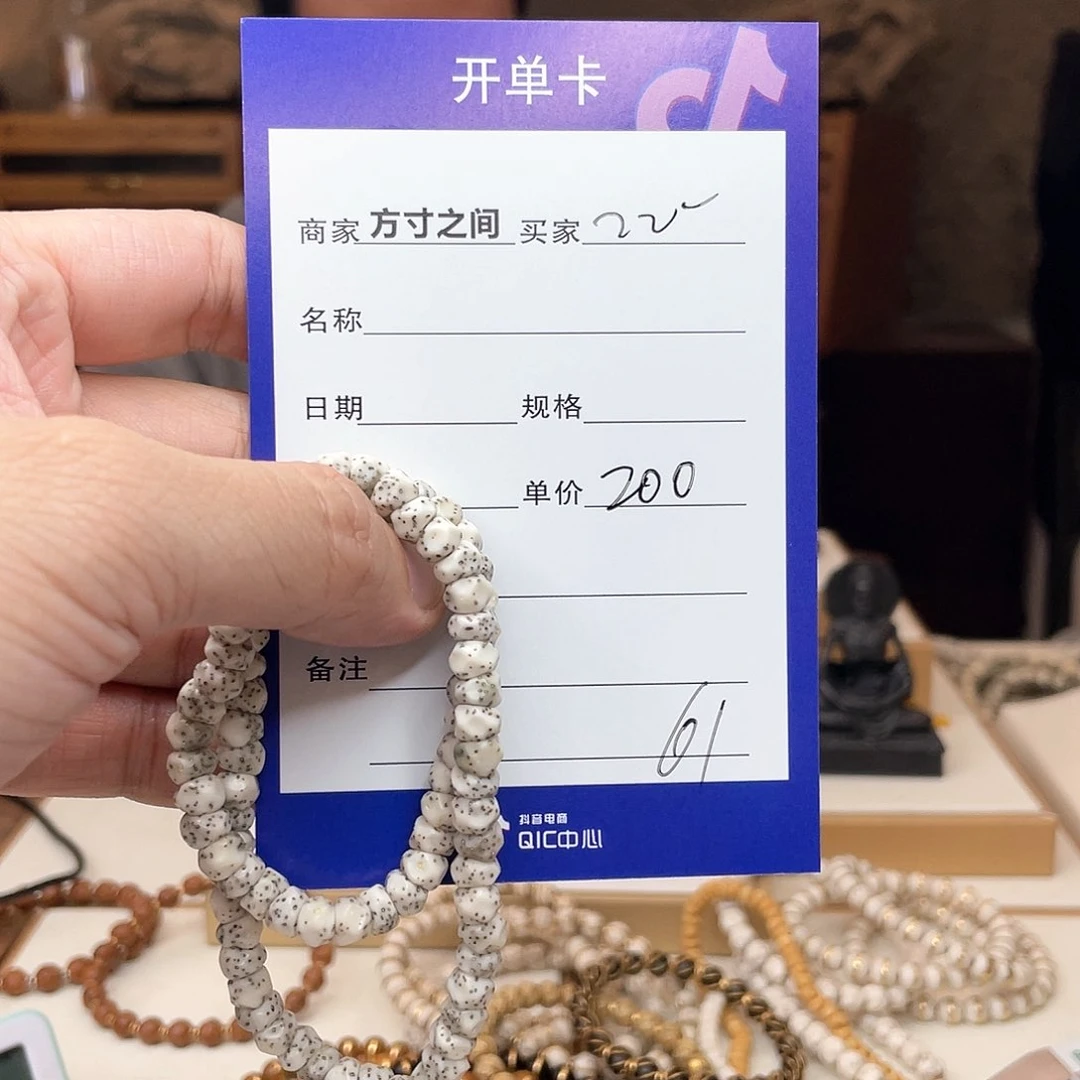 开单卡
商家 方寸之间 买家 22
名称
日期 规格
单价 200
备注
61
抖音电商
QIC中心